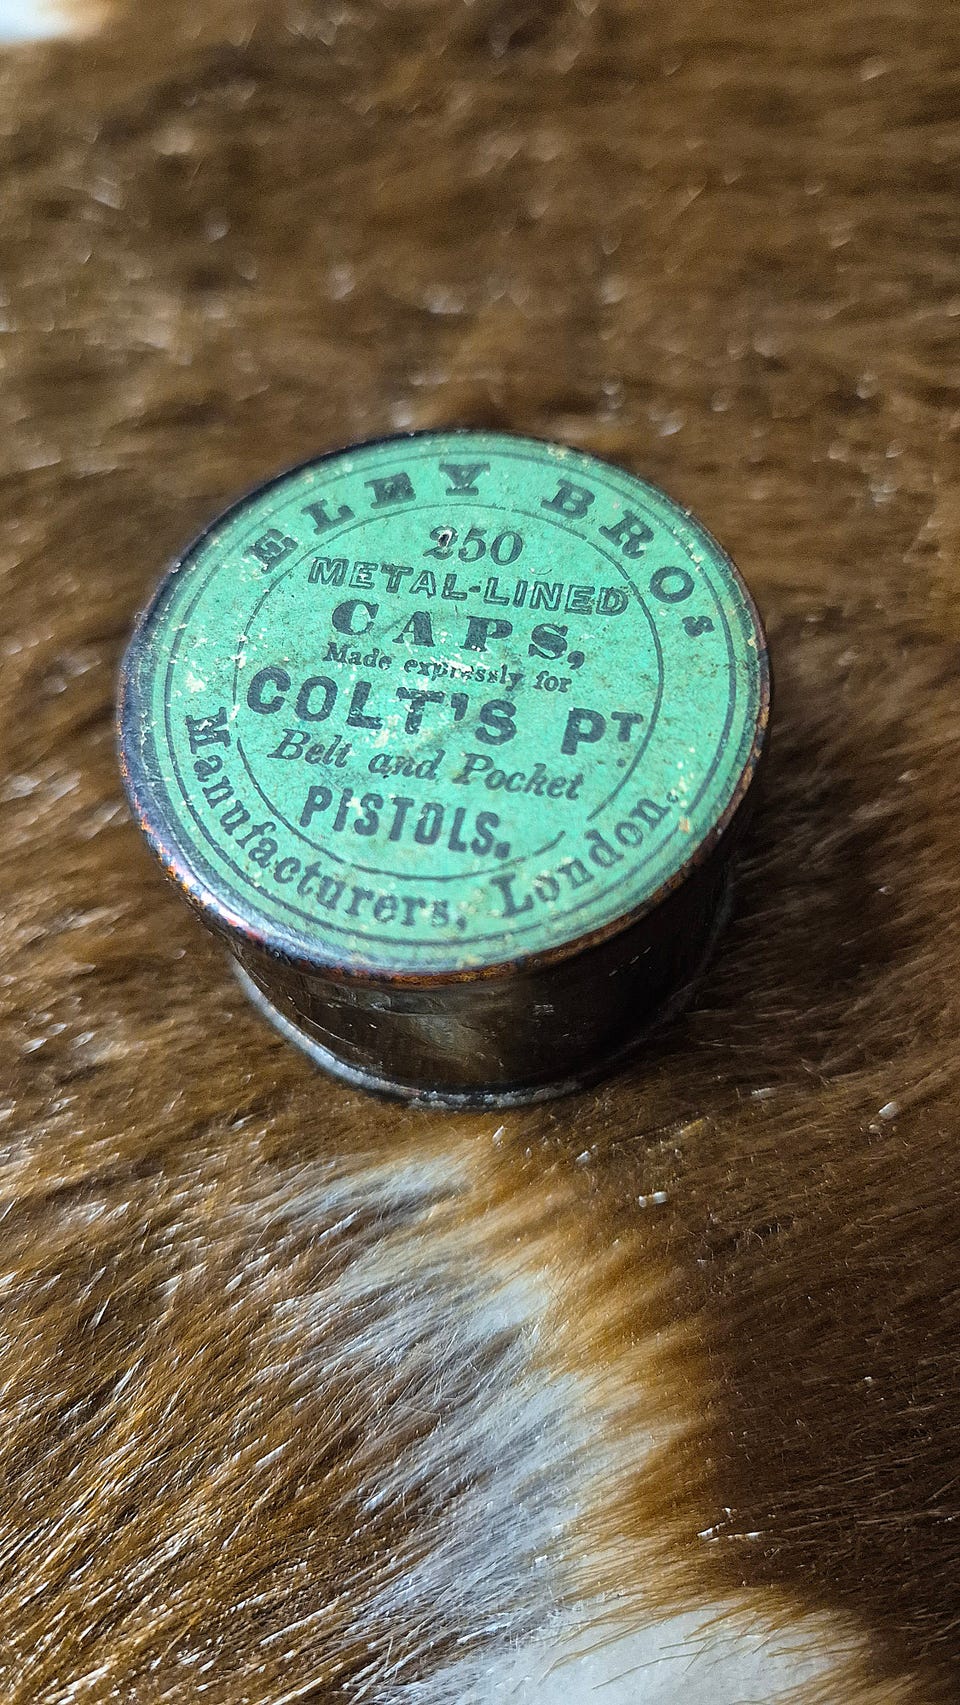 ELEY BROS
250
METAL-LINED
CAPS,
Made expressly for
COLT'S PT
Belt and Pocket
PISTOLS.
Manufacturers, London.